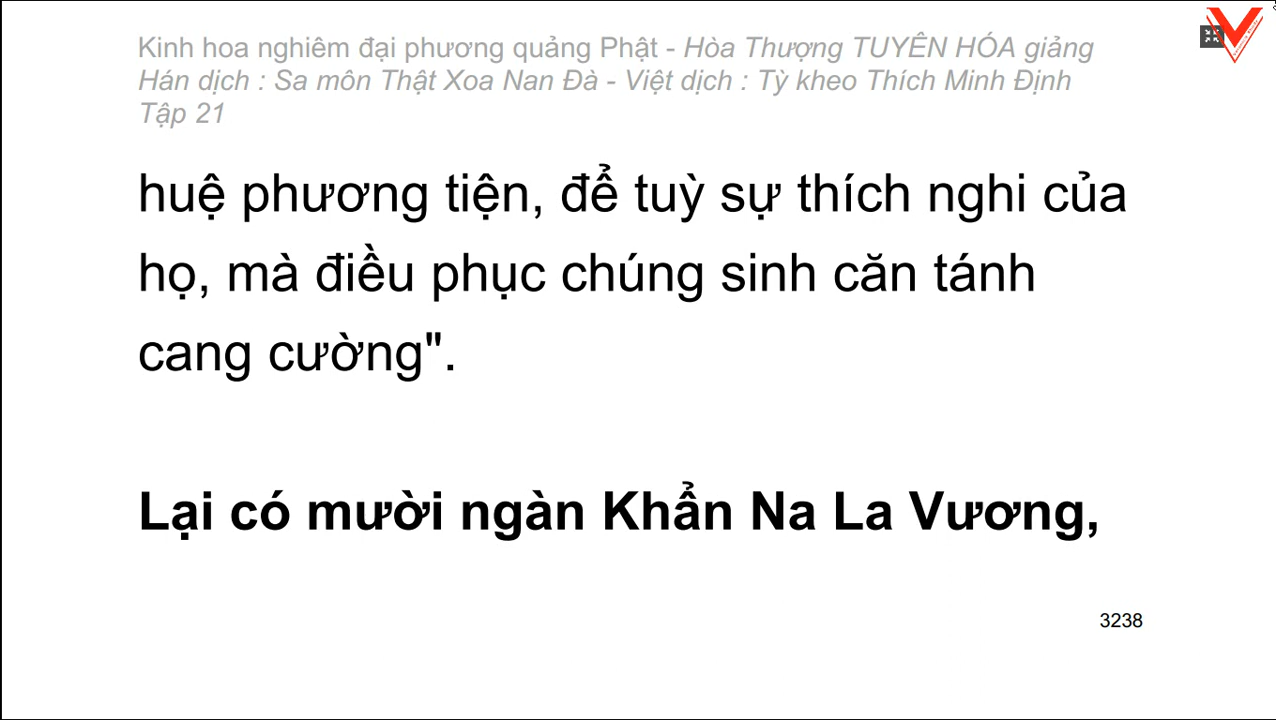 Kinh hoa nghiêm đại phương quảng Phật - Hòa Thượng TUYÊN HÓA giảng
Hán dịch : Sa môn Thật Xoa Nan Đà - Việt dịch : Tỳ kheo Thích Minh Định
Tập 21
huệ phương tiện, để tuỳ sự thích nghi của
họ, mà điều phục chúng sinh căn tánh
cang cường".
Lại có mười ngàn Khẩn Na La Vương,
3238